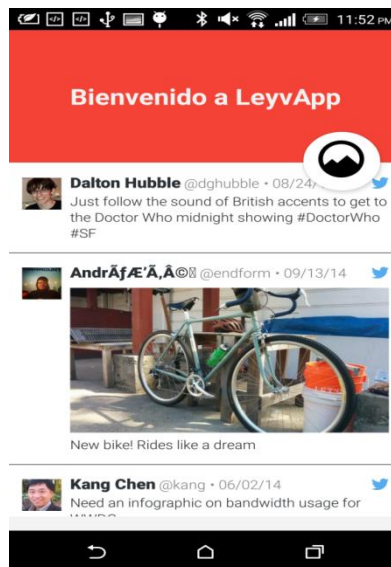 11:52 PM
Bienvenido a LeyvApp
Dalton Hubble @dghubble • 08/24/
Just follow the sound of British accents to get to
the Doctor Who midnight showing #DoctorWho
#SF
AndrÃƒÆ’Ã‚Â© @endform • 09/13/14
New bike! Rides like a dream
Kang Chen @kang • 06/02/14
Need an infographic on bandwidth usage for